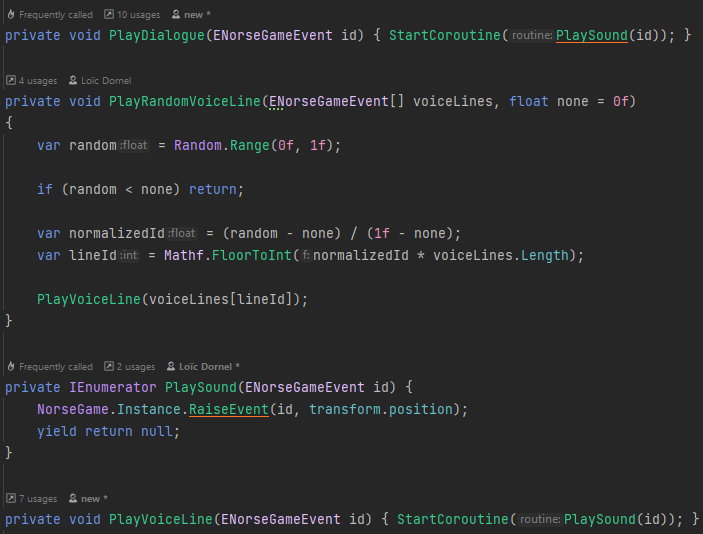 Frequently called 10 usages new *
private void PlayDialogue(ENorseGameEvent id) { StartCoroutine(routine:PlaySound(id)); }
4 usages Loïc Dornel
private void PlayRandomVoiceLine(ENorseGameEvent[] voiceLines, float none = 0f)
{
var random:float = Random.Range(0f, 1f);
if (random < none) return;
var normalizedId:float = (random - none) / (1f - none);
var lineId:int = Mathf.FloorToInt(f:normalizedId * voiceLines.Length);
PlayVoiceLine(voiceLines[lineId]);
}
Frequently called 2 usages Loïc Dornel *
private IEnumerator PlaySound(ENorseGameEvent id) {
NorseGame.Instance.RaiseEvent(id, transform.position);
yield return null;
}
7 usages new *
private void PlayVoiceLine(ENorseGameEvent id) { StartCoroutine(routine:PlaySound(id)); }